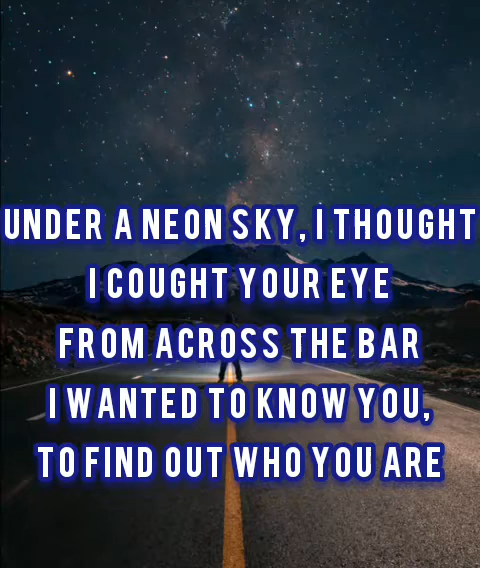 UNDER A NEON SKY, I THOUGHT
I COUGHT YOUR EYE
FROM ACROSS THE BAR
I WANTED TO KNOW YOU,
TO FIND OUT WHO YOU ARE